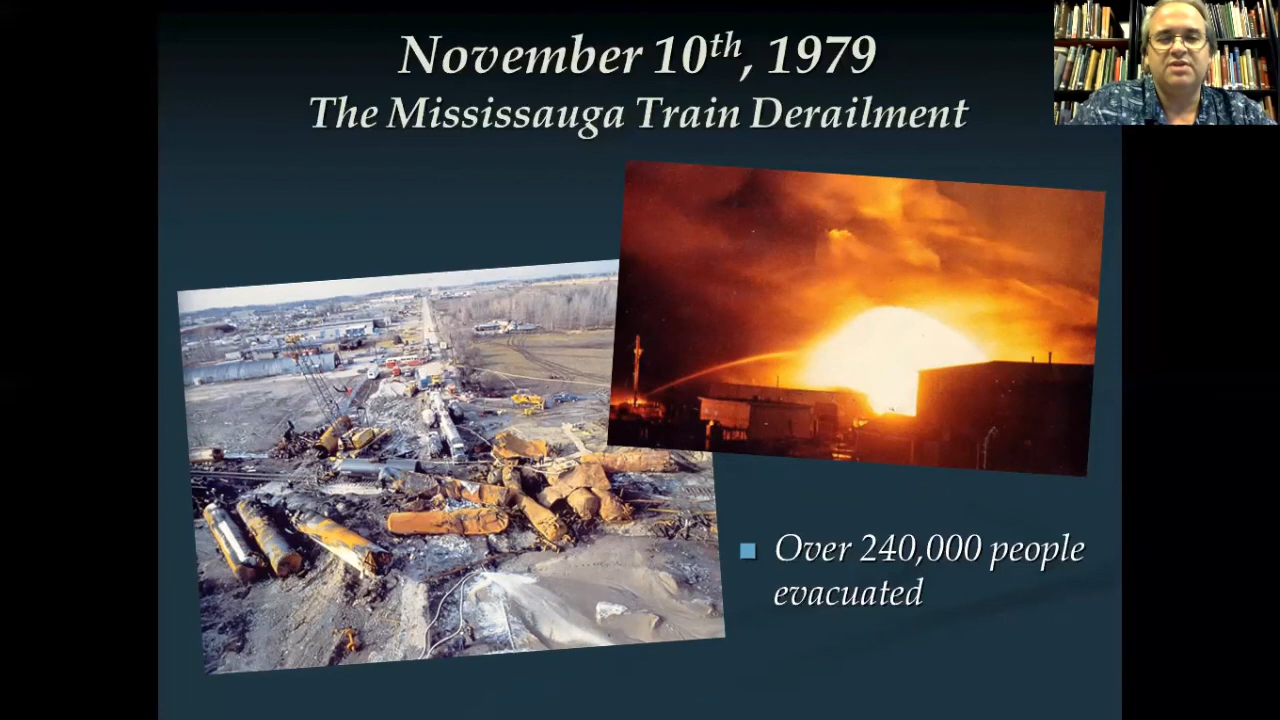 November 10th, 1979
The Mississauga Train Derailment
Over 240,000 people
evacuated